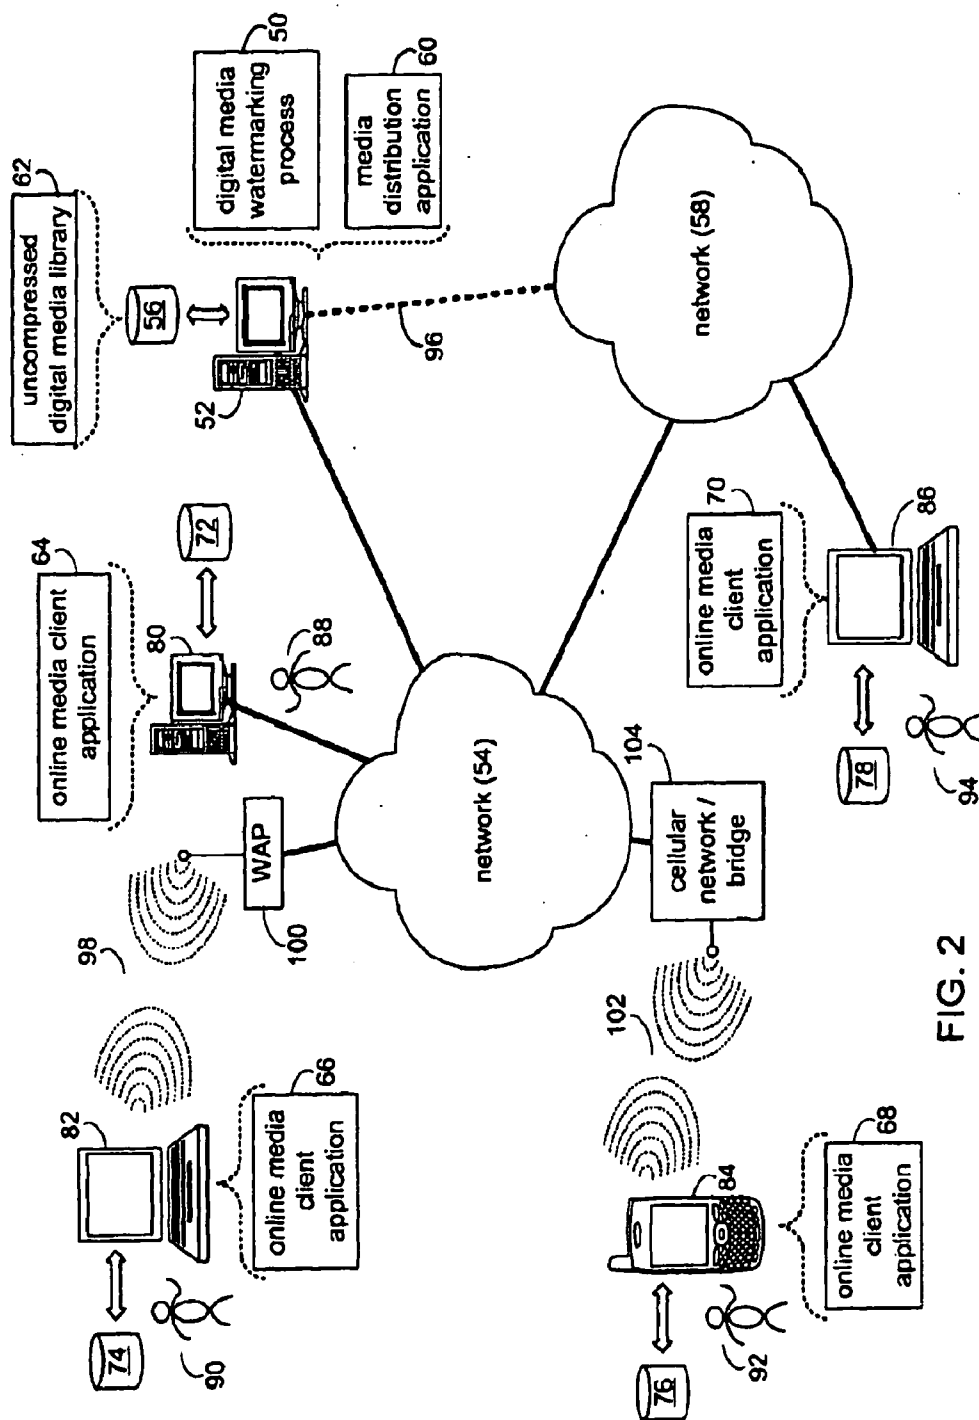 62
uncompressed
digital media library
56
52
50
digital media
watermarking
process
60
media
distribution
application
96
64
online media client
application
80
72
88
98
WAP
100
82
74
90
66
online media
client
application
network (54)
network (58)
104
cellular
network /
bridge
102
84
76
92
68
online media
client
application
70
online media
client
application
86
78
94
FIG. 2